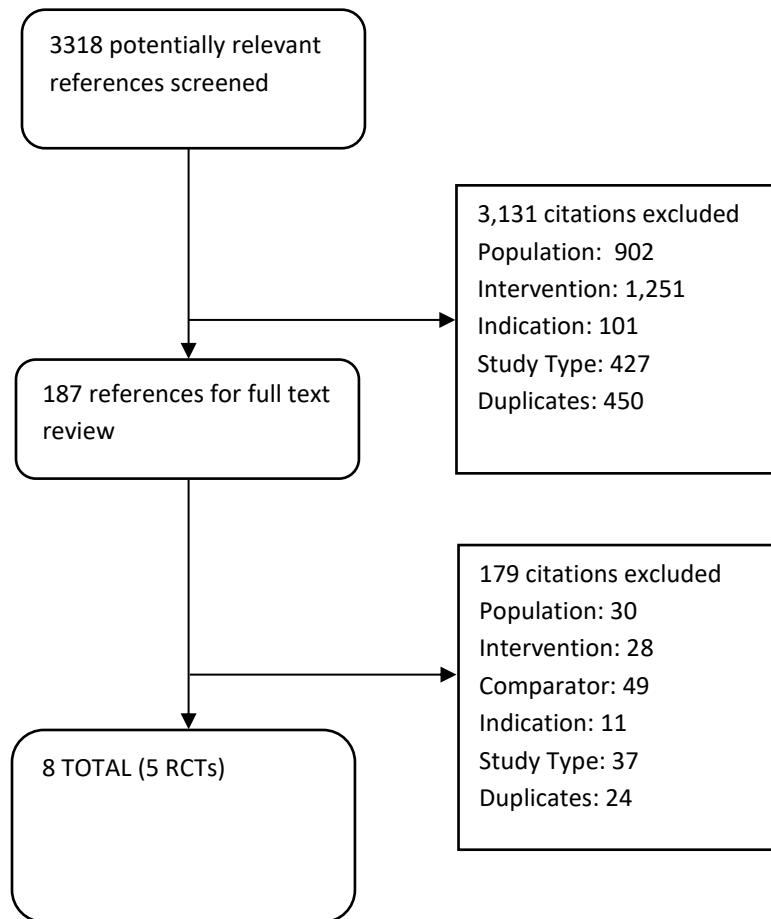 3318 potentially relevant
references screened
3,131 citations excluded
Population:  902
Intervention: 1,251
Indication: 101
Study Type: 427
Duplicates: 450
187 references for full text
review
179 citations excluded
Population: 30
Intervention: 28
Comparator: 49
Indication: 11
Study Type: 37
Duplicates: 24
8 TOTAL (5 RCTs)